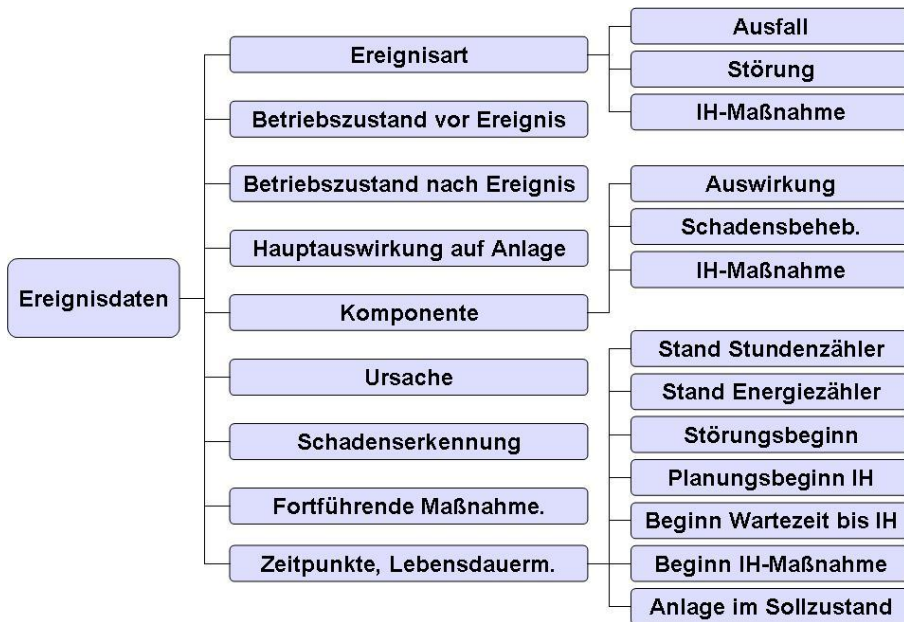 Ereignisdaten
Ereignisart
Ausfall
Störung
IH-Maßnahme
Betriebszustand vor Ereignis
Betriebszustand nach Ereignis
Hauptauswirkung auf Anlage
Komponente
Auswirkung
Schadensbeheb.
IH-Maßnahme
Ursache
Schadenserkennung
Fortführende Maßnahme.
Zeitpunkte, Lebensdauerm.
Stand Stundenzähler
Stand Energiezähler
Störungsbeginn
Planungsbeginn IH
Beginn Wartezeit bis IH
Beginn IH-Maßnahme
Anlage im Sollzustand